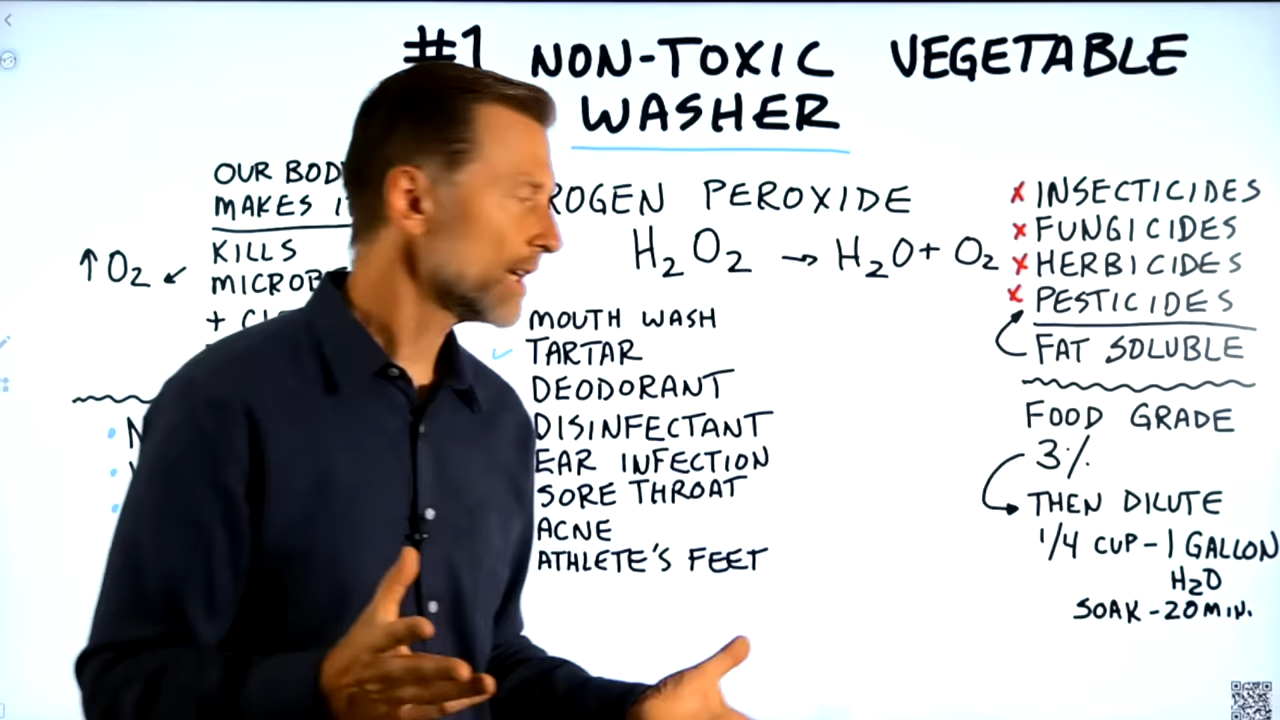 #1 NON-TOXIC VEGETABLE
WASHER
OUR BOD
MAKES I
KILLS
MICROB
+ CL
↑ O2 ↙
ROGEN PEROXIDE
H2O2 → H2O + O2
MOUTH WASH
✓ TARTAR
DEODORANT
DISINFECTANT
EAR INFECTION
SORE THROAT
ACNE
ATHLETE'S FEET
x INSECTICIDES
x FUNGICIDES
x HERBICIDES
x PESTICIDES
FAT SOLUBLE
FOOD GRADE
3%
THEN DILUTE
1/4 CUP - 1 GALLON
H2O
SOAK - 20 MIN.